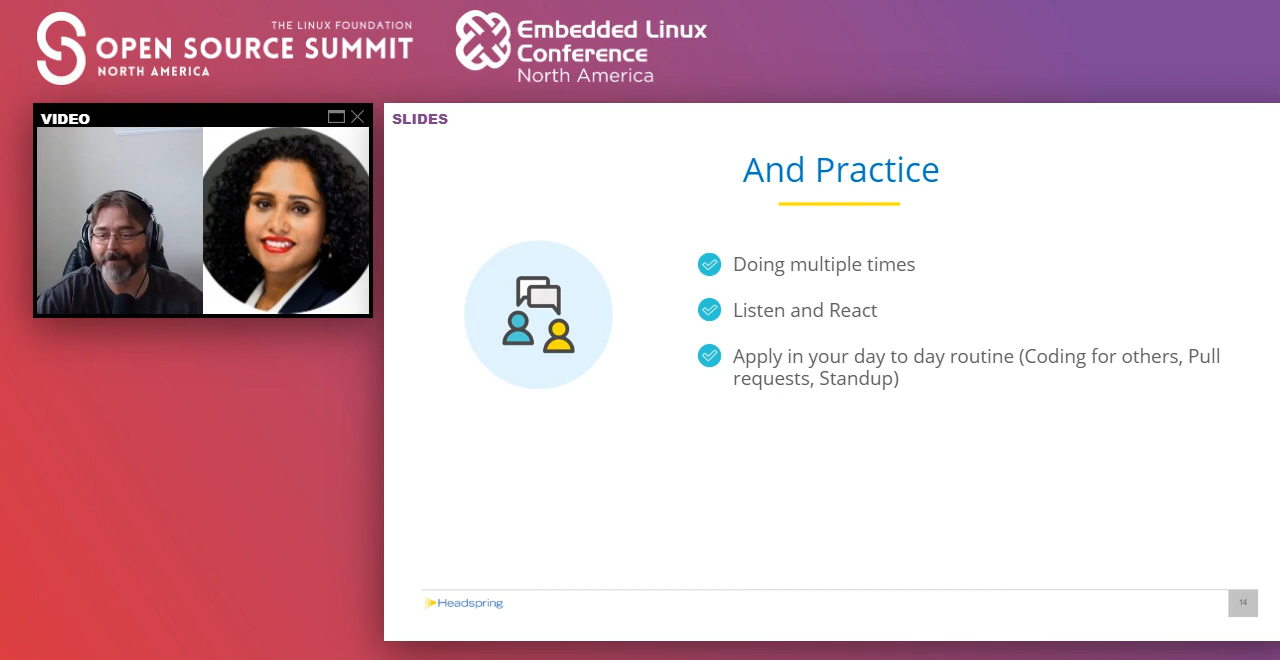 THE LINUX FOUNDATION
OPEN SOURCE SUMMIT
NORTH AMERICA
Embedded Linux
Conference
North America
VIDEO
SLIDES
And Practice
Doing multiple times
Listen and React
Apply in your day to day routine (Coding for others, Pull
requests, Standup)
Headspring
14